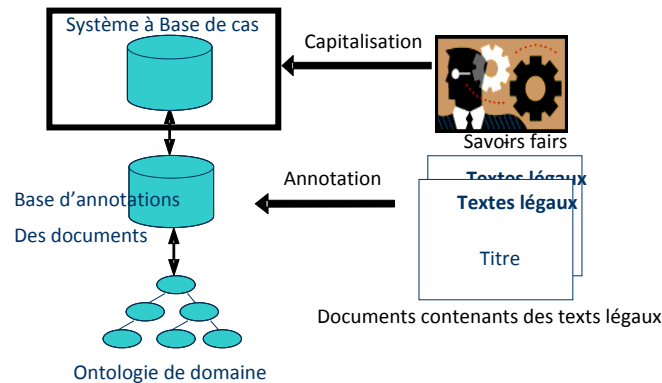 Système à Base de cas
Capitalisation
Savoirs fairs
Annotation
Base d'annotations
Des documents
Textes légaux
Textes légaux
Titre
Documents contenants des texts légaux
Ontologie de domaine